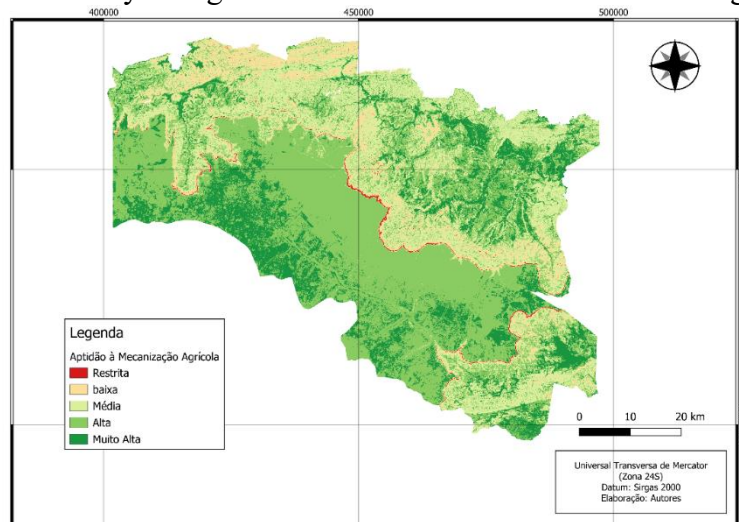 400000
450000
500000
Legenda
Aptidão à Mecanização Agrícola
Restrita
baixa
Média
Alta
Muito Alta
0 10 20 km
Universal Transversa de Mercator
(Zona 24S)
Datum: Sirgas 2000
Elaboração: Autores